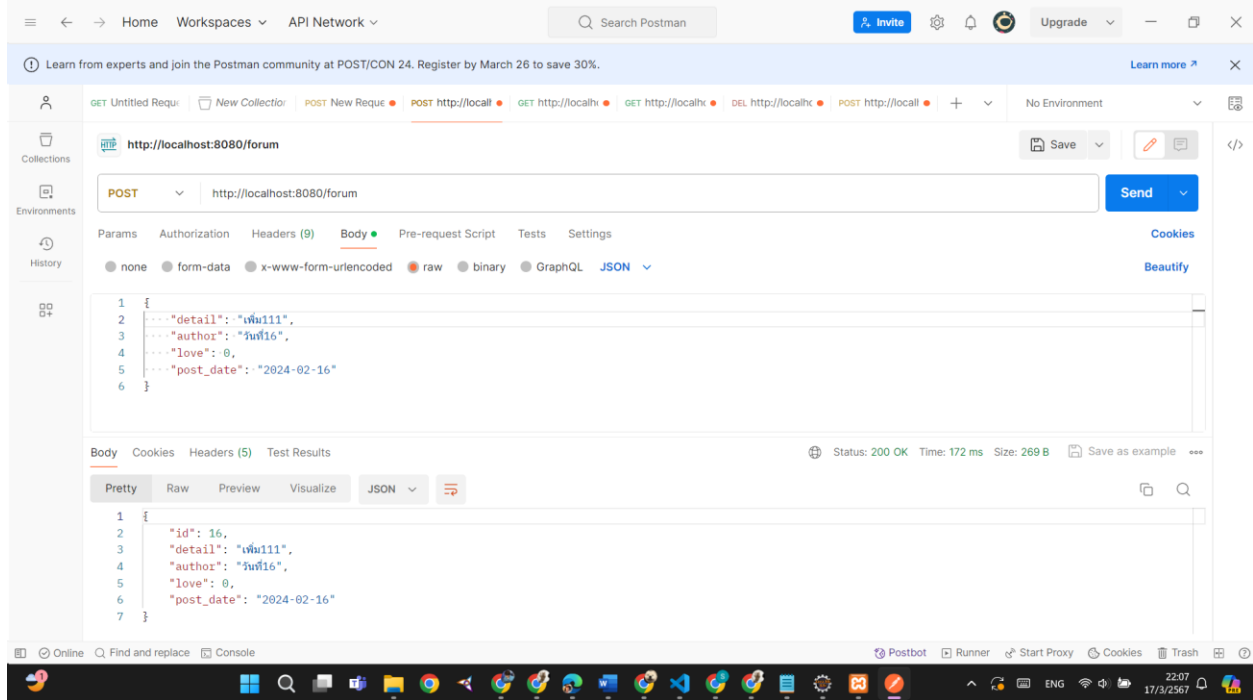 Home Workspaces API Network Search Postman Invite Upgrade
Learn from experts and join the Postman community at POST/CON 24. Register by March 26 to save 30%. Learn more
GET Untitled Reque New Collection POST New Reque POST http://locall GET http://localho GET http://localho DEL http://localho POST http://locall No Environment
HTTP http://localhost:8080/forum Save
Collections
POST http://localhost:8080/forum Send
Environments
Params Authorization Headers (9) Body Pre-request Script Tests Settings Cookies
History
none form-data x-www-form-urlencoded raw binary GraphQL JSON Beautify
1 {
2 "detail": "เพิ่ม111",
3 "author": "วันที่16",
4 "love": 0,
5 "post_date": "2024-02-16"
6 }
Body Cookies Headers (5) Test Results Status: 200 OK Time: 172 ms Size: 269 B Save as example
Pretty Raw Preview Visualize JSON
1 {
2 "id": 16,
3 "detail": "เพิ่ม111",
4 "author": "วันที่16",
5 "love": 0,
6 "post_date": "2024-02-16"
7 }
Online Find and replace Console Postbot Runner Start Proxy Cookies Trash
1 ENG 22:07
17/3/2567